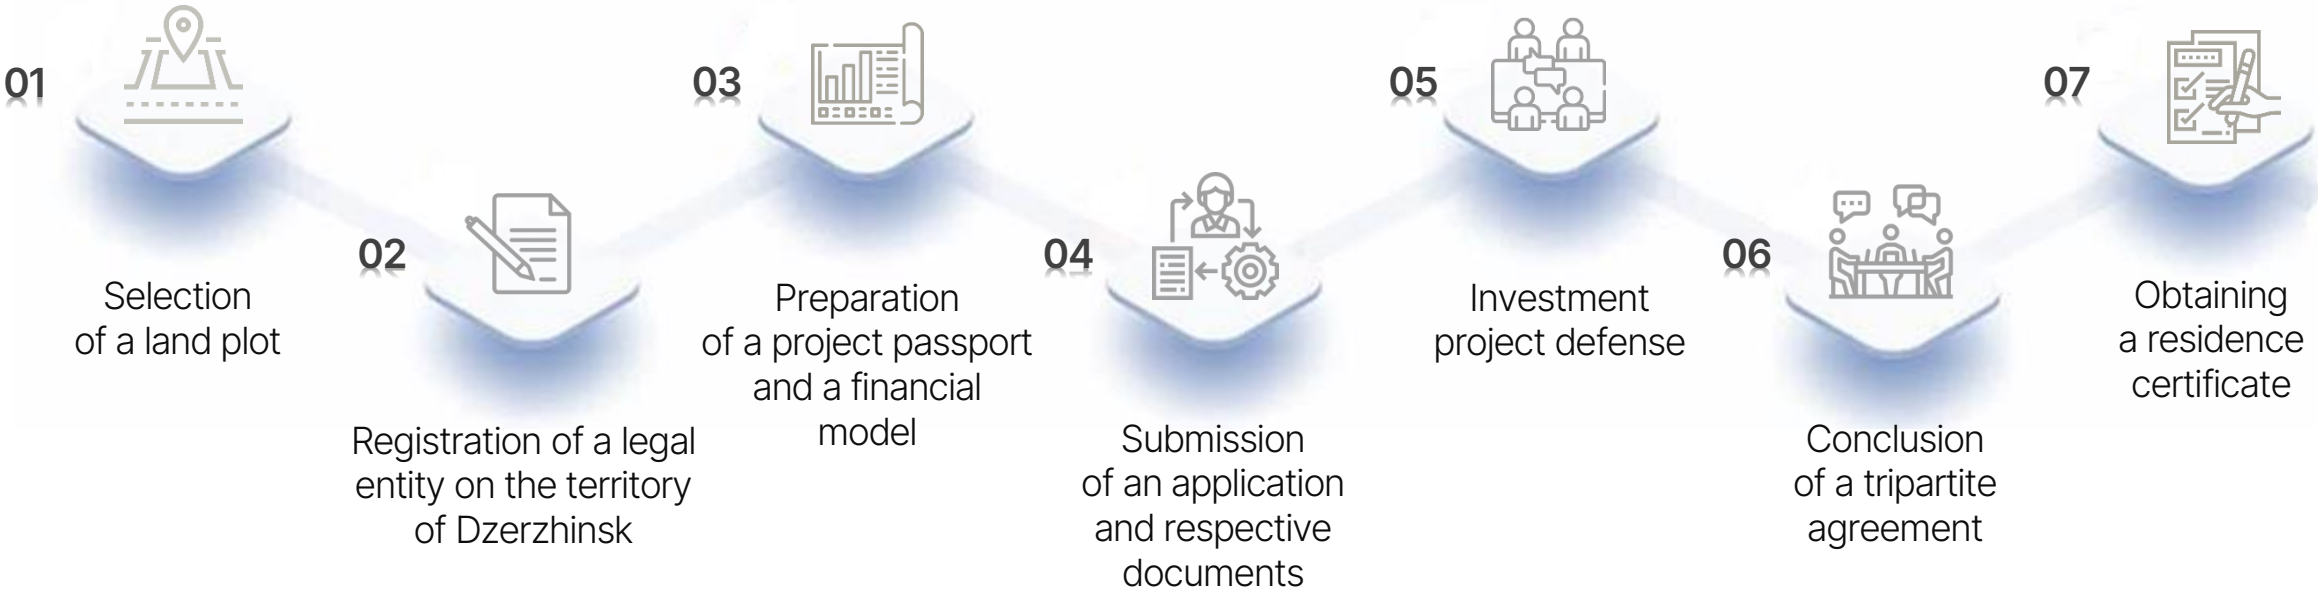 01
Selection
of a land plot
02
Registration of a legal
entity on the territory
of Dzerzhinsk
03
Preparation
of a project passport
and a financial
model
04
Submission
of an application
and respective
documents
05
Investment
project defense
06
Conclusion
of a tripartite
agreement
07
Obtaining
a residence
certificate